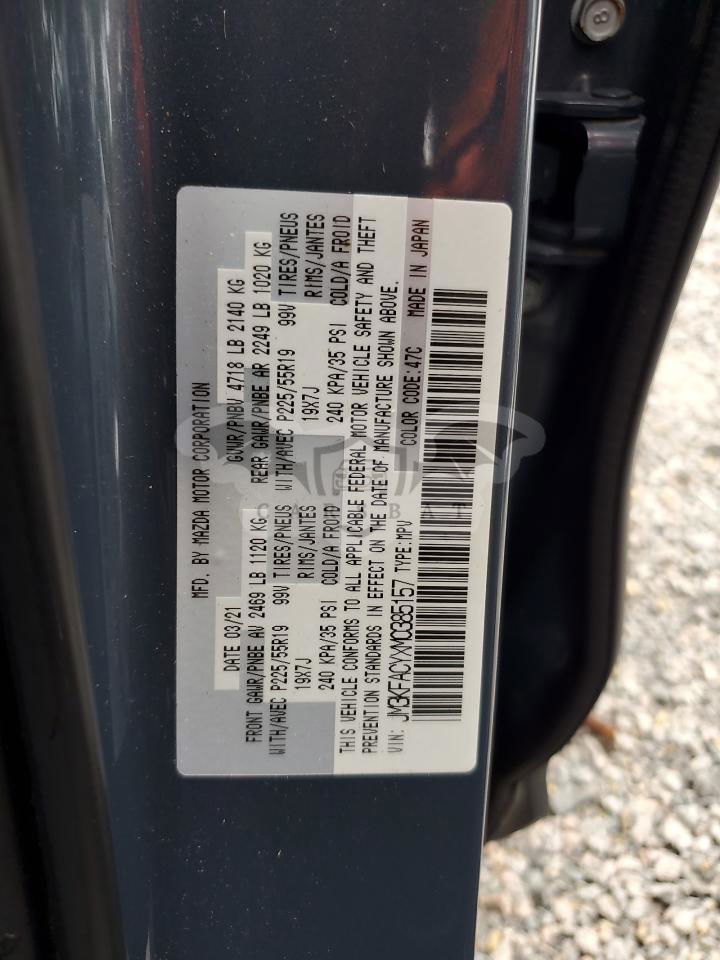 MFD. BY MAZDA MOTOR CORPORATION
DATE 03/21 GVWR/PNBV 4718 LB 2140 KG
FRONT GAWR/PNBE AV 2469 LB 1120 KG REAR GAWR/PNBE AR 2249 LB 1020 KG
WITH/AVEC P225/55R19 99V TIRES/PNEUS WITH/AVEC P225/55R19 99V TIRES/PNEUS
19X7J RIMS/JANTES 19X7J RIMS/JANTES
240 KPA/35 PSI COLD/A FROID 240 KPA/35 PSI COLD/A FROID
THIS VEHICLE CONFORMS TO ALL APPLICABLE FEDERAL MOTOR VEHICLE SAFETY AND THEFT
PREVENTION STANDARDS IN EFFECT ON THE DATE OF MANUFACTURE SHOWN ABOVE.
VIN: JM3KFACYXM0385157 TYPE:MPV COLOR CODE:47C MADE IN JAPAN
8